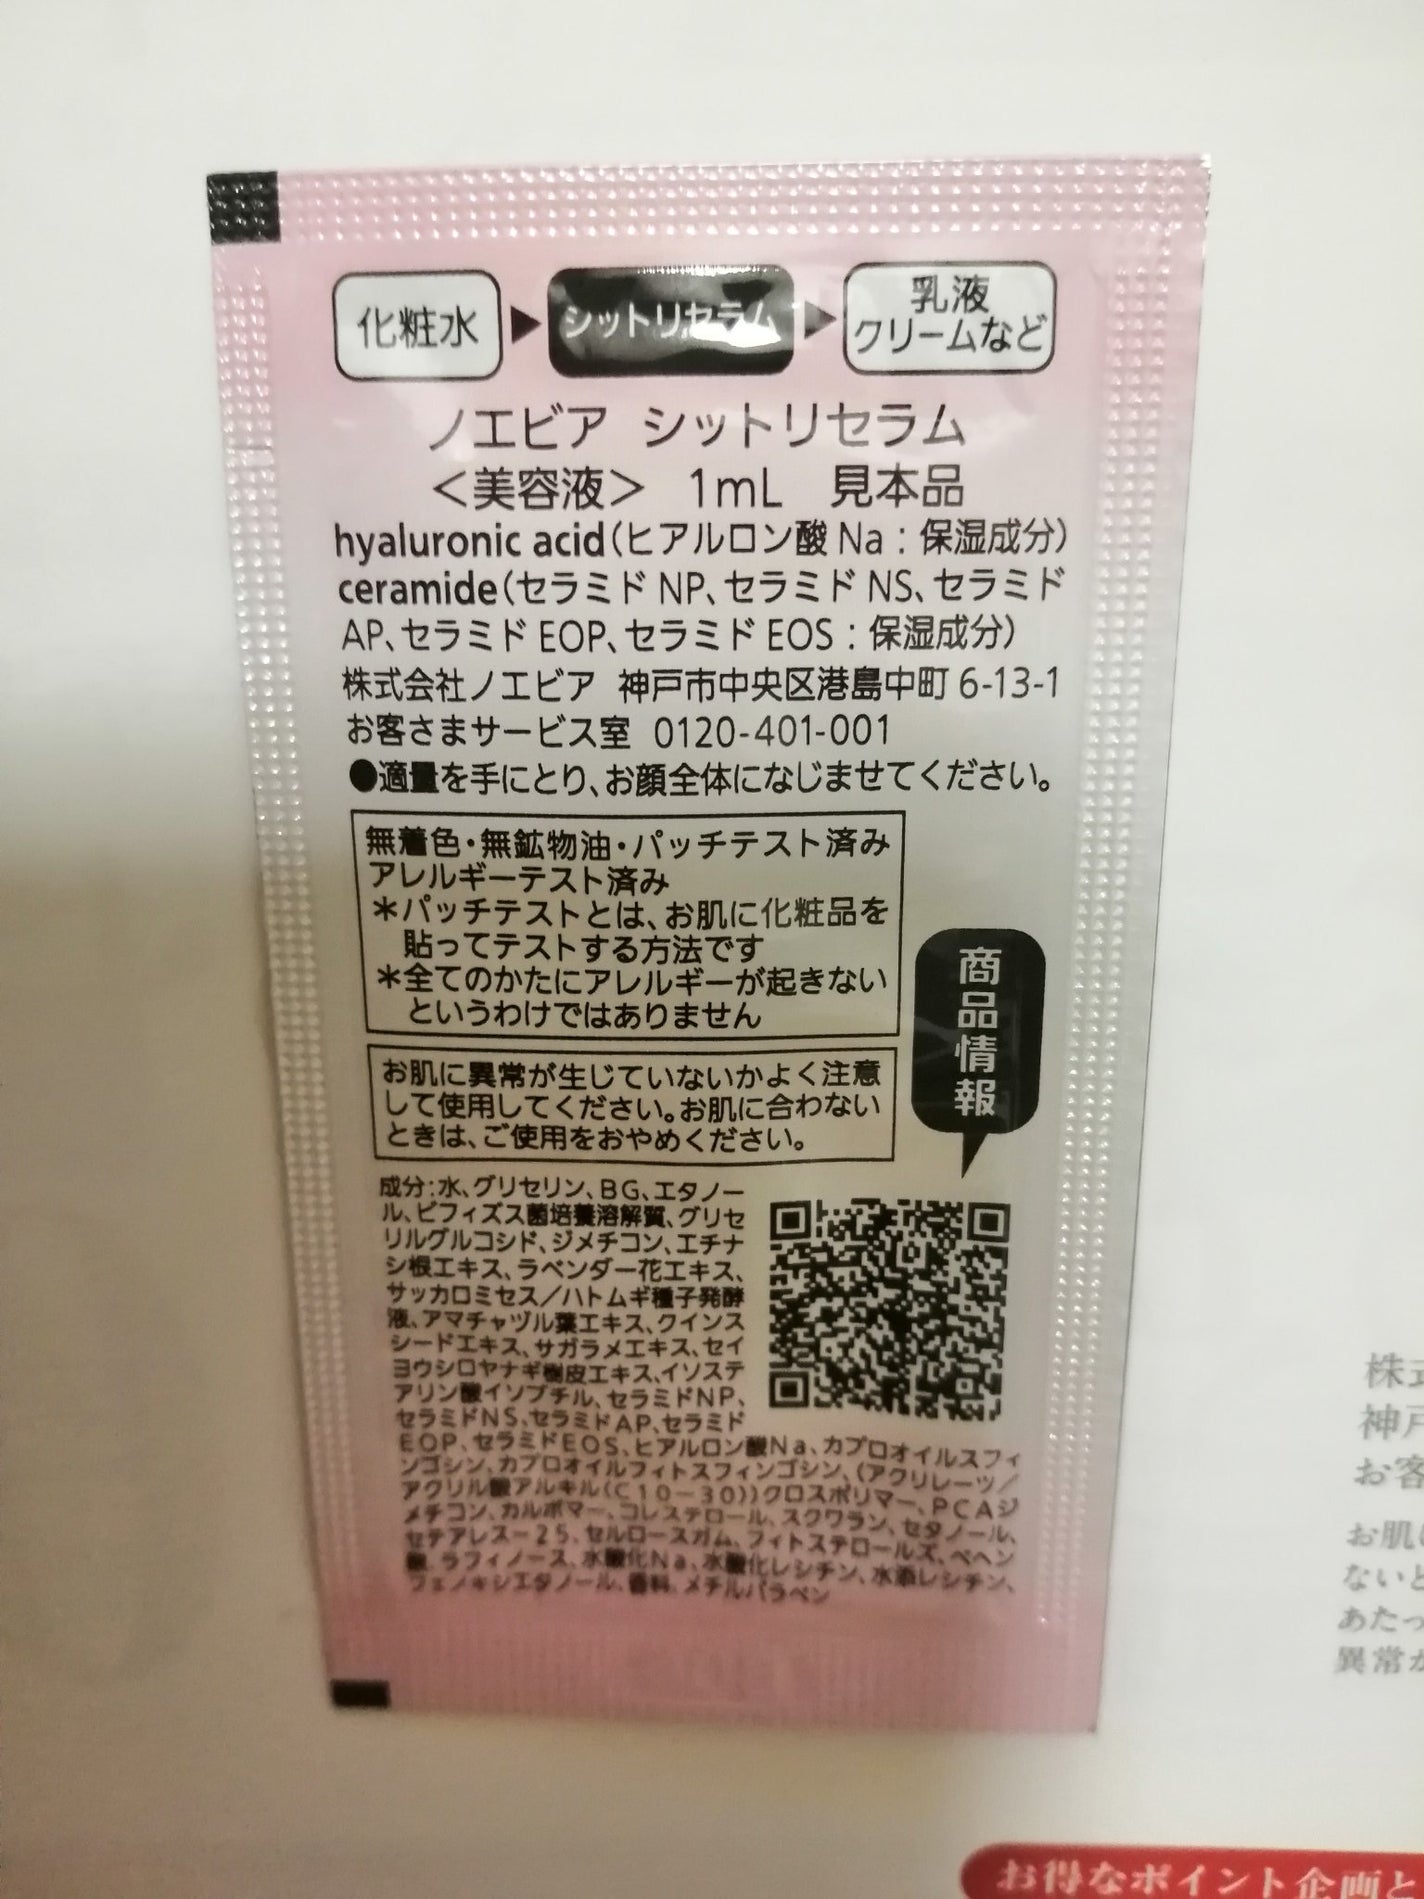 化粧水
シットリセラム
乳液
クリームなど
ノエビア シットリセラム
＜美容液＞ 1mL 見本品
hyaluronic acid(ヒアルロン酸 Na：保湿成分)
ceramide(セラミド NP、セラミド NS、セラミド
AP、セラミド EOP、セラミド EOS：保湿成分)
株式会社ノエビア 神戸市中央区港島中町 6-13-1
お客さまサービス室 0120-401-001
●適量を手にとり、お顔全体になじませてください。
無着色・無鉱物油・パッチテスト済み
アレルギーテスト済み
＊パッチテストとは、お肌に化粧品を
貼ってテストする方法です
＊全てのかたにアレルギーが起きない
というわけではありません
商品情報
お肌に異常が生じていないかよく注意
して使用してください。お肌に合わない
ときは、ご使用をおやめください。
成分：水、グリセリン、BG、エタノー
ル、ビフィズス菌培養溶解質、グリセ
リルグルコシド、ジメチコン、エチナ
シ根エキス、ラベンダー花エキス、
サッカロミセス／ハトムギ種子発酵
液、アマチャヅル葉エキス、クインス
シードエキス、サガラメエキス、セイ
ヨウシロヤナギ樹皮エキス、イソステ
アリン酸イソブチル、セラミドNP、
セラミドNS、セラミドAP、セラミド
EOP、セラミドEOS、ヒアルロン酸Na、カプロオイルスフィ
ンゴシン、カプロオイルフィトスフィンゴシン、(アクリレーツ／
アクリル酸アルキル(C10－30))クロスポリマー、PCAジ
メチコン、カルボマー、コレステロール、スクワラン、セタノール、
セテアレス－25、セルロースガム、フィトステロールズ、ベヘン
酸、ラフィノース、水酸化Na、水酸化レシチン、水添レシチン、
フェノキシエタノール、香料、メチルパラベン
株式
神戸
お客
お肌に
ないと
あたっ
異常か
お得なポイント企画と